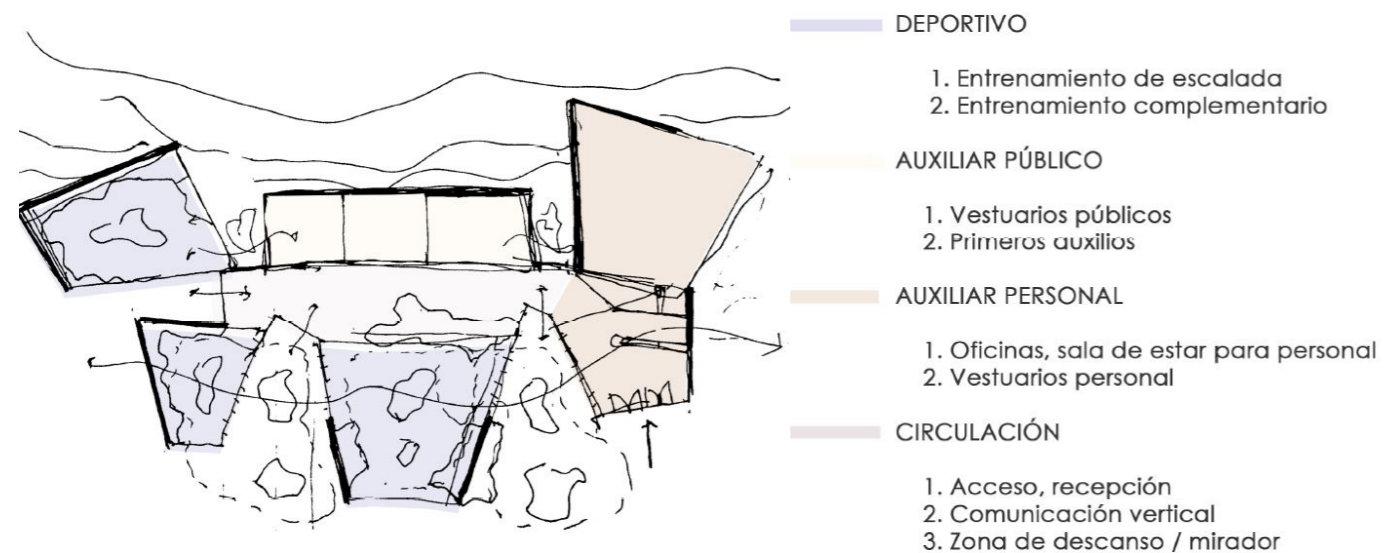 DEPORTIVO
1. Entrenamiento de escalada
2. Entrenamiento complementario
AUXILIAR PÚBLICO
1. Vestuarios públicos
2. Primeros auxilios
AUXILIAR PERSONAL
1. Oficinas, sala de estar para personal
2. Vestuarios personal
CIRCULACIÓN
1. Acceso, recepción
2. Comunicación vertical
3. Zona de descanso / mirador